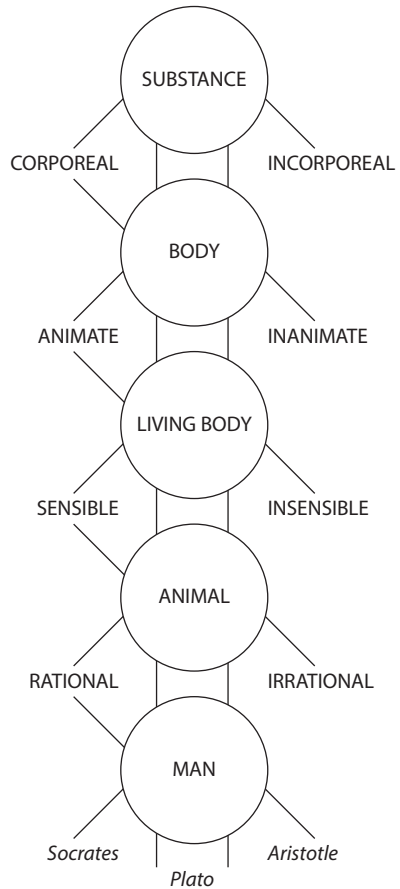 SUBSTANCE
CORPOREAL INCORPOREAL
BODY
ANIMATE INANIMATE
LIVING BODY
SENSIBLE INSENSIBLE
ANIMAL
RATIONAL IRRATIONAL
MAN
Socrates Aristotle
Plato